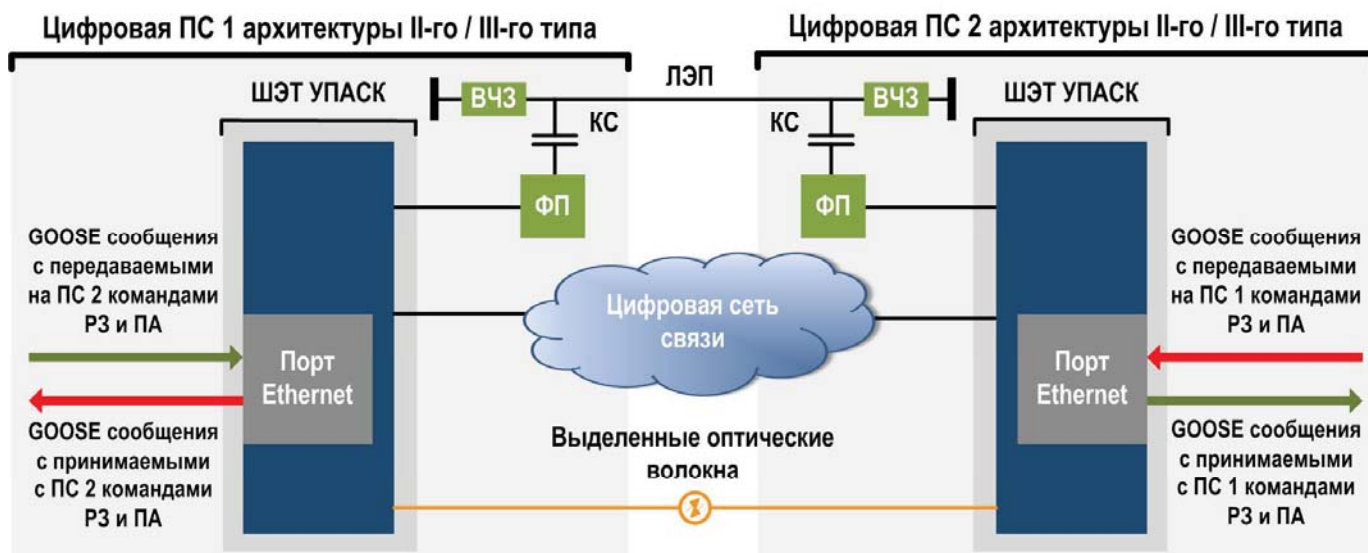 Цифровая ПС 1 архитектуры II-го / III-го типа
Цифровая ПС 2 архитектуры II-го / III-го типа
ШЭТ УПАСК
ВЧЗ
ЛЭП
ВЧЗ
ШЭТ УПАСК
КС
КС
ФП
ФП
GOOSE сообщения
с передаваемыми
на ПС 2 командами
РЗ и ПА
GOOSE сообщения
с передаваемыми
на ПС 1 командами
РЗ и ПА
Цифровая сеть
связи
Порт
Ethernet
Порт
Ethernet
GOOSE сообщения
с принимаемыми
с ПС 2 командами
РЗ и ПА
Выделенные оптические
волокна
GOOSE сообщения
с принимаемыми
с ПС 1 командами
РЗ и ПА